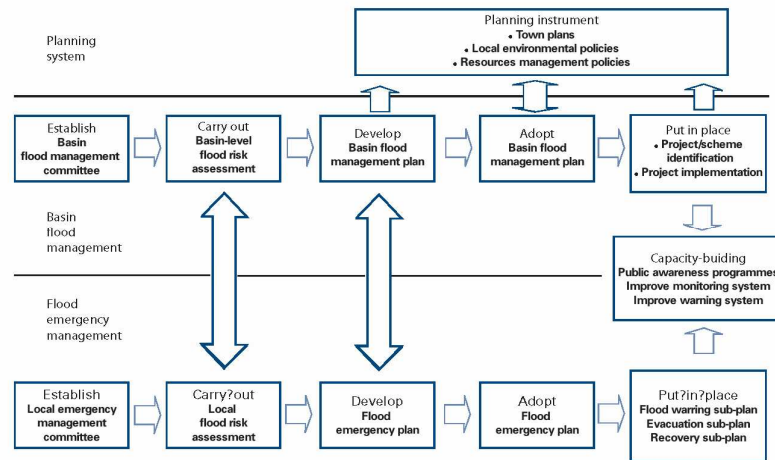 Planning instrument
• Town plans
• Local environmental policies
• Resources management policies
Planning
system
Establish
Basin
flood management
committee
Carry out
Basin-level
flood risk
assessment
Develop
Basin flood
management plan
Adopt
Basin flood
management plan
Put in place
• Project/scheme
identification
• Project implementation
Basin
flood
management
Capacity-buiding
Public awareness programmes
Improve monitoring system
Improve warning system
Flood
emergency
management
Establish
Local emergency
management
committee
Carry?out
Local
flood risk
assessment
Develop
Flood
emergency plan
Adopt
Flood
emergency plan
Put?in?place
Flood warring sub-plan
Evacuation sub-plan
Recovery sub-plan